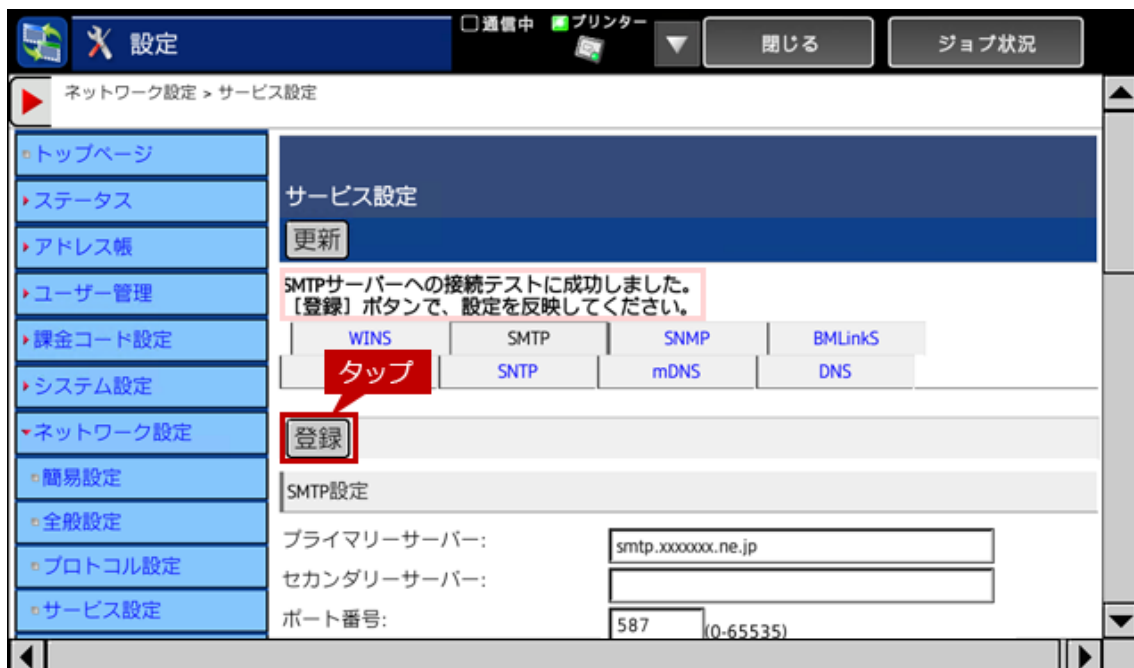 設定
通信中
プリンター
閉じる
ジョブ状況
ネットワーク設定 > サービス設定
トップページ
ステータス
アドレス帳
ユーザー管理
課金コード設定
システム設定
ネットワーク設定
簡易設定
全般設定
プロトコル設定
サービス設定
サービス設定
更新
SMTPサーバーへの接続テストに成功しました。
［登録］ボタンで、設定を反映してください。
WINS SMTP SNMP BMLinkS
タップ SNTP mDNS DNS
登録
SMTP設定
プライマリーサーバー: smtp.xxxxxxx.ne.jp
セカンダリーサーバー:
ポート番号: 587 (0-65535)